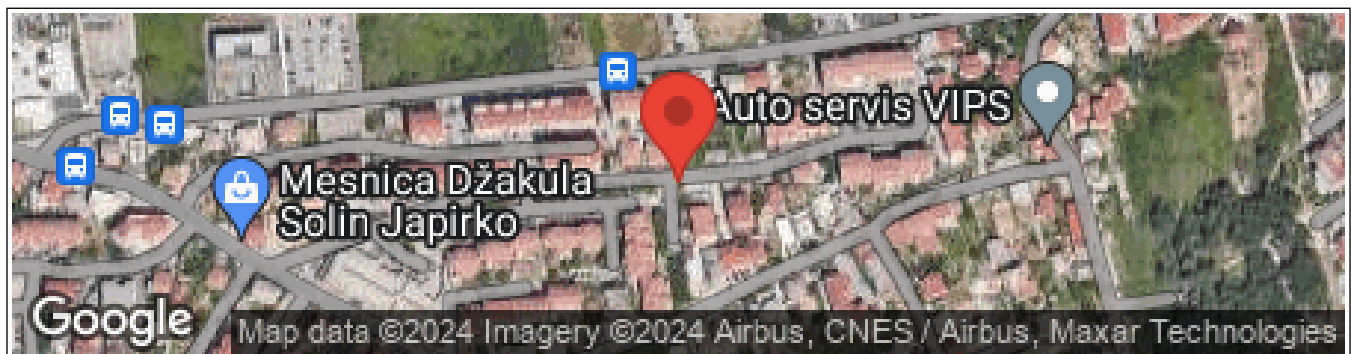 Auto servis VIPS
Mesnica Džakula
Solin Japirko
Google
Map data ©2024 Imagery ©2024 Airbus, CNES / Airbus, Maxar Technologies